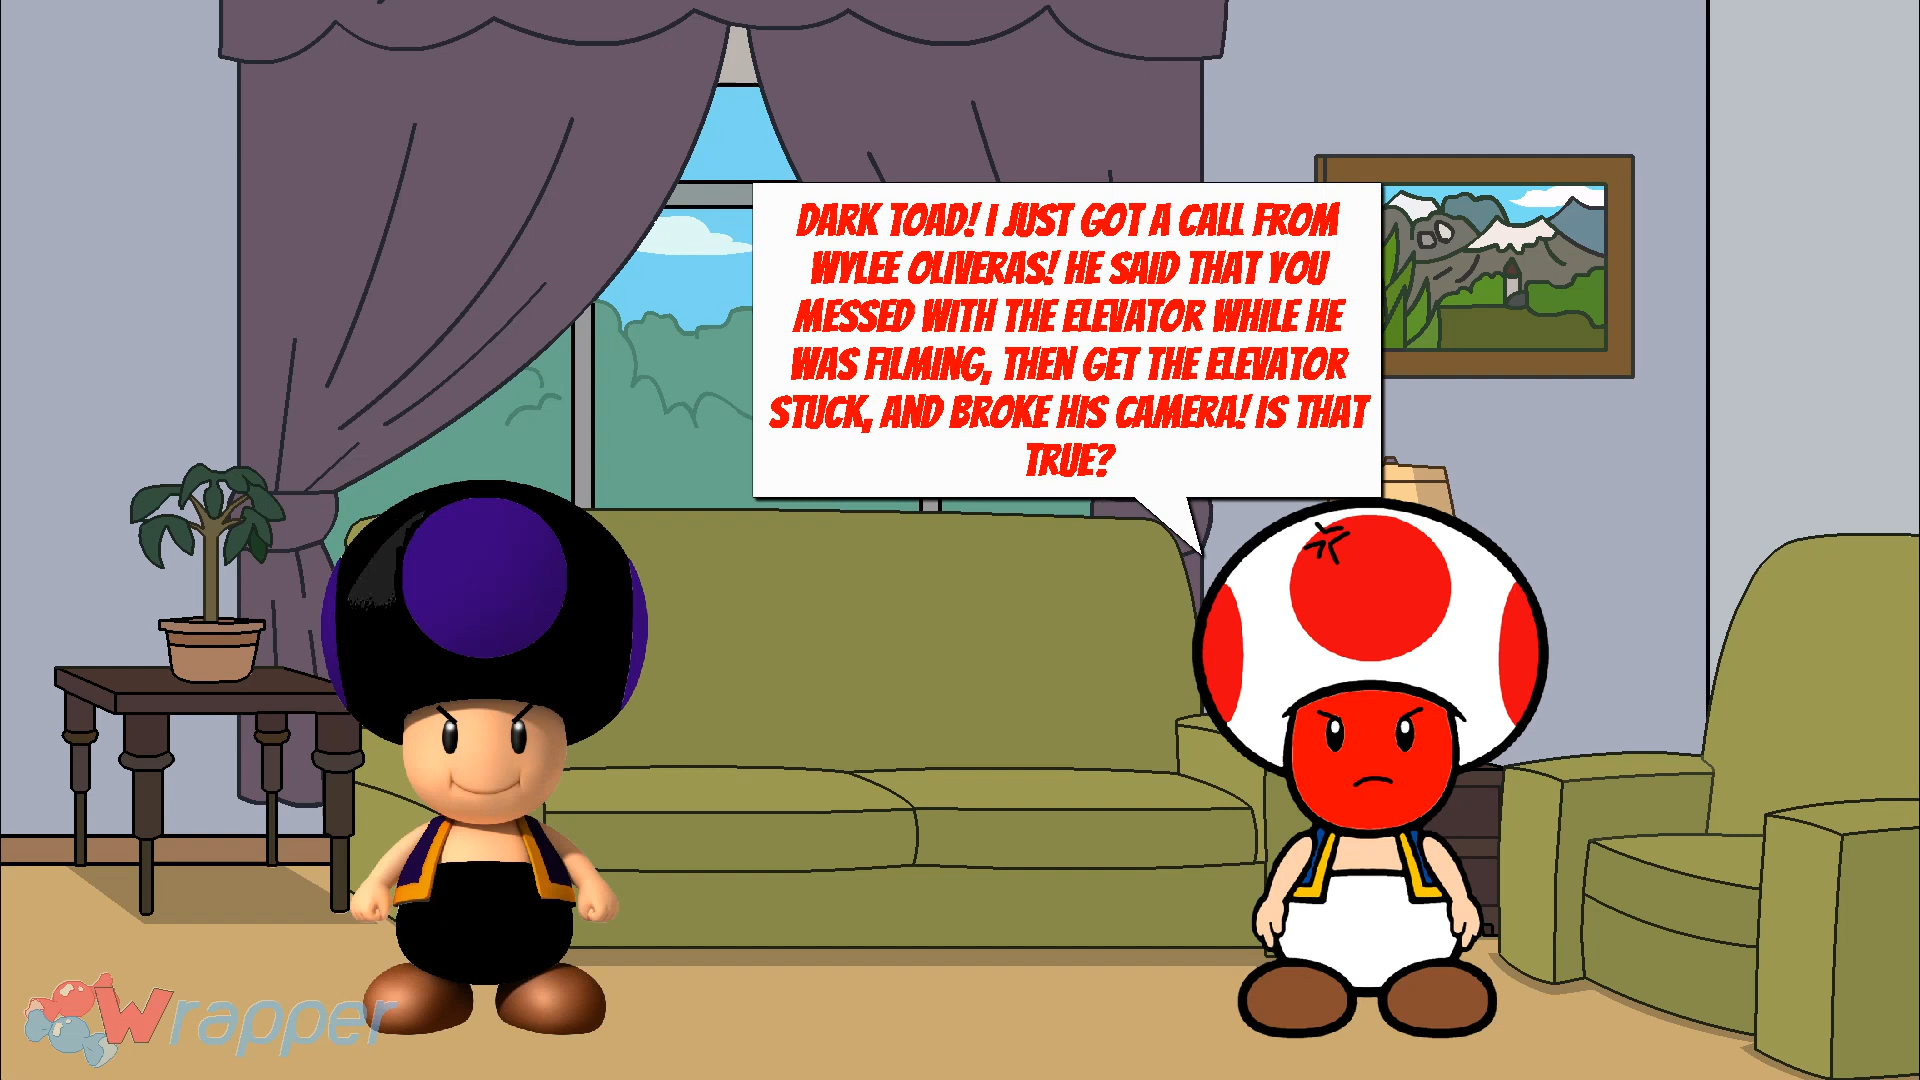 DARK TOAD! I JUST GOT A CALL FROM
WYLEE OLIVERAS! HE SAID THAT YOU
MESSED WITH THE ELEVATOR WHILE HE
WAS FILMING, THEN GET THE ELEVATOR
STUCK, AND BROKE HIS CAMERA! IS THAT
TRUE?
Wrapper